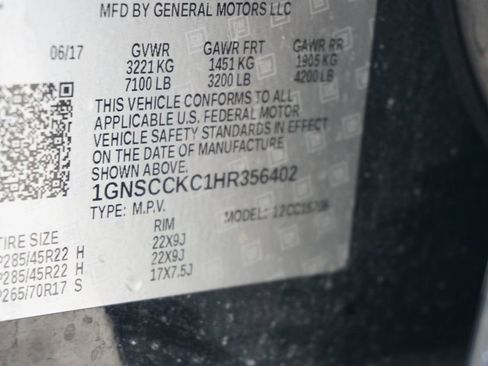 MFD BY GENERAL MOTORS LLC
06/17 GVWR GAWR FRT GAWR RR
3221 KG 1451 KG 1905 KG
7100 LB 3200 LB 4200 LB
THIS VEHICLE CONFORMS TO ALL
APPLICABLE U.S. FEDERAL MOTOR
VEHICLE SAFETY STANDARDS IN EFFECT
ON THE DATE OF MANUFACTURE
SHOWN ABOVE.
1GNSCCKC1HR356402
TYPE: M.P.V. MODEL:
TIRE SIZE RIM
P285/45R22 H 22X9J
P285/45R22 H 22X9J
P265/70R17 S 17X7.5J